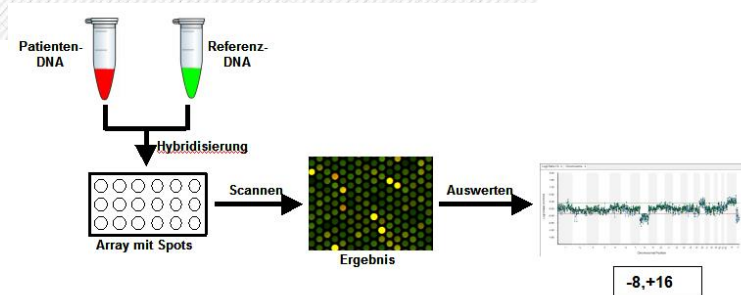 Patienten-
DNA
Referenz-
DNA
Hybridisierung
Scannen
Auswerten
Array mit Spots
Ergebnis
-8,+16